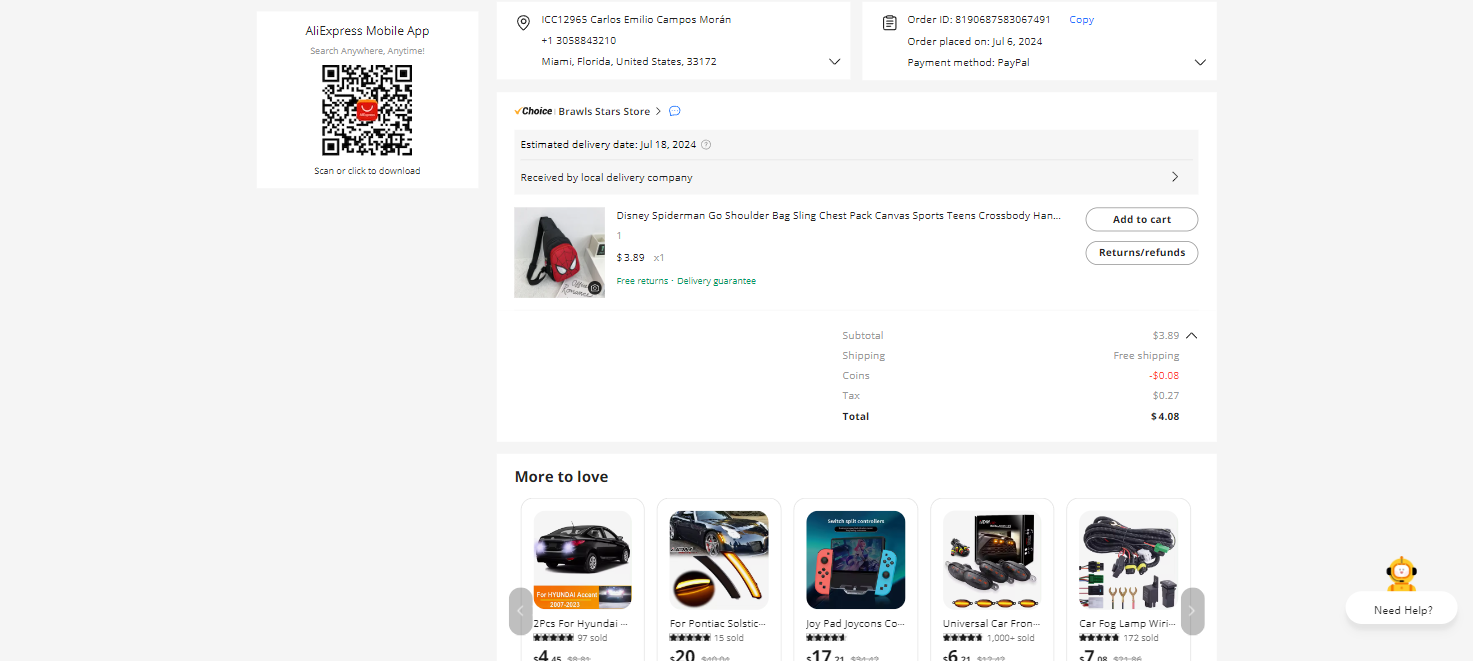 AliExpress Mobile App
Search Anywhere, Anytime!
Scan or click to download
ICC12965 Carlos Emilio Campos Morán
+1 3058843210
Miami, Florida, United States, 33172
Order ID: 8190687583067491 Copy
Order placed on: Jul 6, 2024
Payment method: PayPal
Choice Brawls Stars Store
Estimated delivery date: Jul 18, 2024
Received by local delivery company
Disney Spiderman Go Shoulder Bag Sling Chest Pack Canvas Sports Teens Crossbody Han...
1
$3.89 x1
Free returns · Delivery guarantee
Add to cart
Returns/refunds
Subtotal $3.89
Shipping Free shipping
Coins -$0.08
Tax $0.27
Total $4.08
More to love
For HYUNDAI Accent
2007-2023
2Pcs For Hyundai ...
97 sold
$4.45 $8.81
For Pontiac Solstic...
15 sold
$20 $40.04
Switch split controllers
Joy Pad Joycons Co...
$17.21 $34.42
Universal Car Fron...
1,000+ sold
$6.21 $12.42
Car Fog Lamp Wiri...
172 sold
$7.08 $21.86
Need Help?